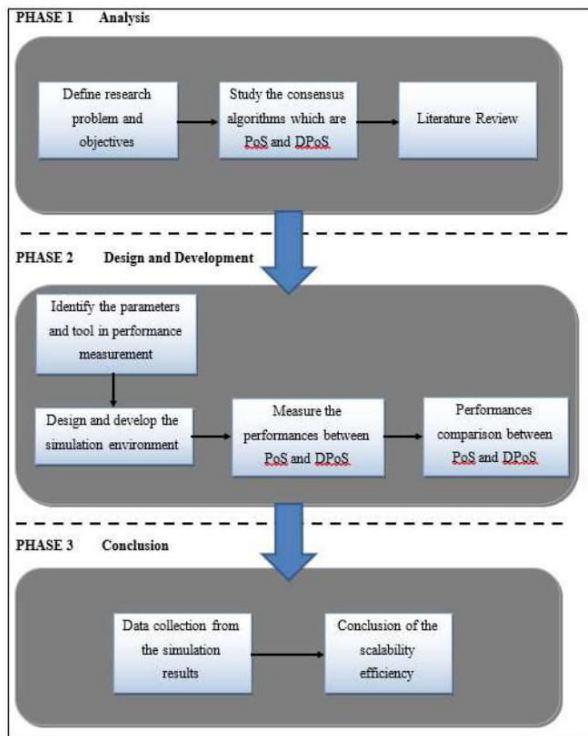 PHASE 1 Analysis
Define research
problem and
objectives
Study the consensus
algorithms which are
PoS and DPoS
Literature Review
PHASE 2 Design and Development
Identify the parameters
and tool in performance
measurement
Design and develop the
simulation environment
Measure the
performances between
PoS and DPoS
Performances
comparison between
PoS and DPoS
PHASE 3 Conclusion
Data collection from
the simulation
results
Conclusion of the
scalability
efficiency